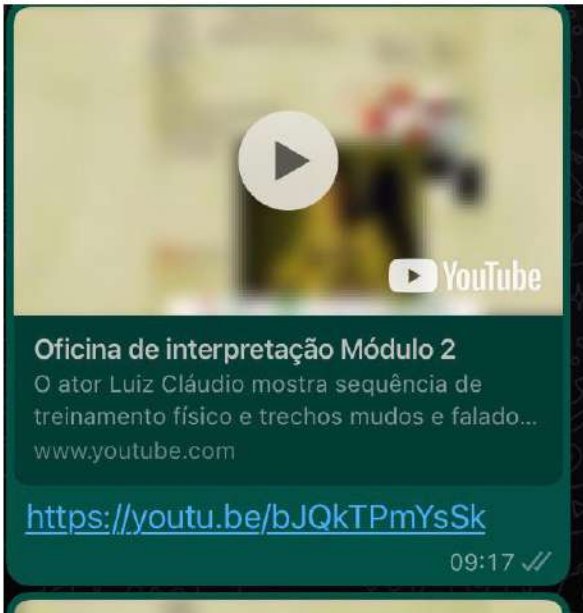 YouTube
Oficina de interpretação Módulo 2
O ator Luiz Cláudio mostra sequência de
treinamento físico e trechos mudos e falado...
www.youtube.com
https://youtu.be/bJQkTPmYsSk
09:17